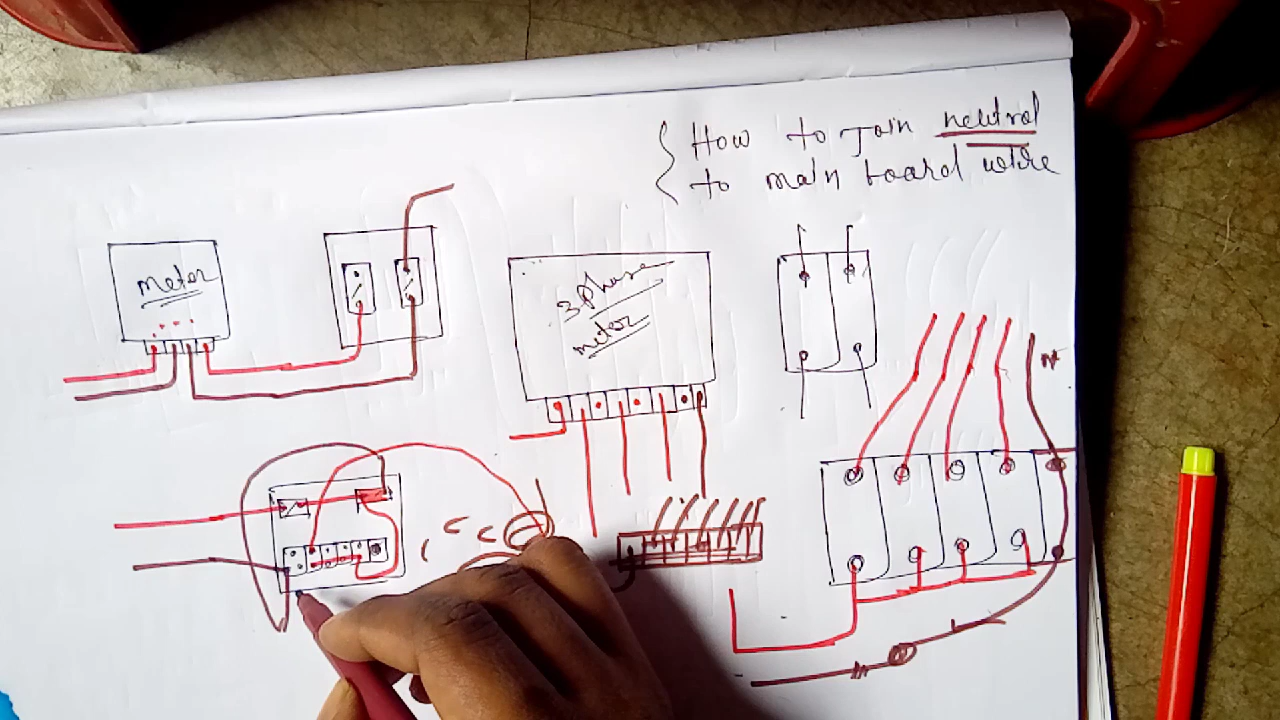 How to Join neutral
to main board wire
meter
3 phase
meter
N